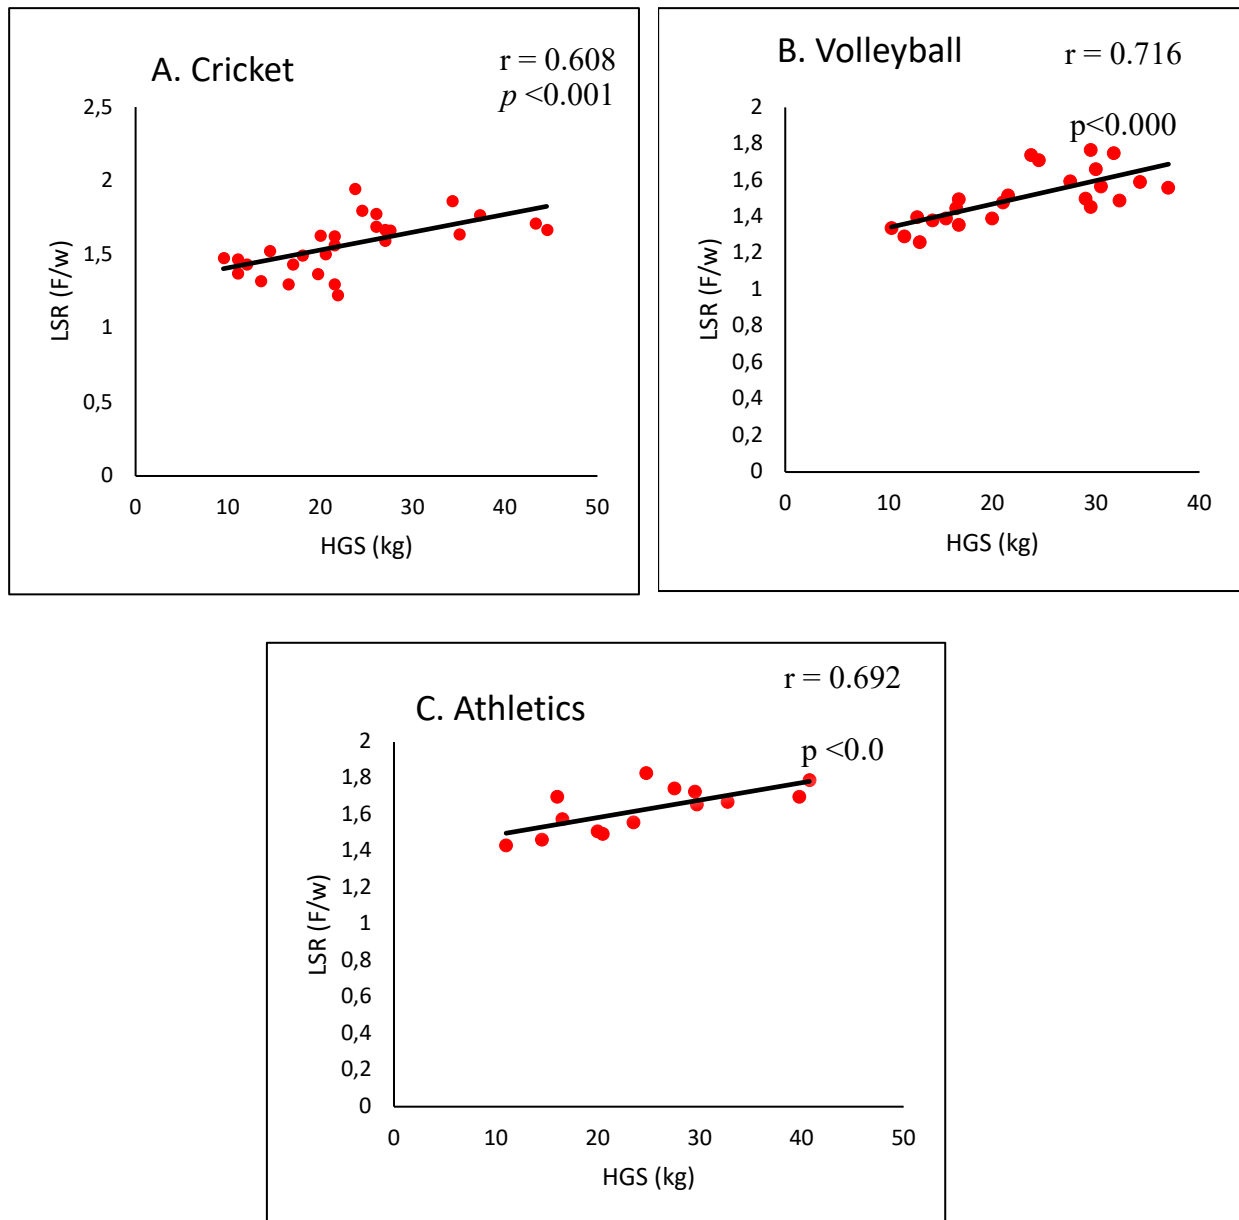 A. Cricket
r = 0.608
p <0.001
2,5
2
1,5
1
0,5
0
LSR (F/w)
0 10 20 30 40 50
HGS (kg)
B. Volleyball
r = 0.716
p<0.000
2
1,8
1,6
1,4
1,2
1
0,8
0,6
0,4
0,2
0
LSR (F/w)
0 10 20 30 40
HGS (kg)
r = 0.692
C. Athletics
p <0.0
2
1,8
1,6
1,4
1,2
1
0,8
0,6
0,4
0,2
0
LSR (F/w)
0 10 20 30 40 50
HGS (kg)